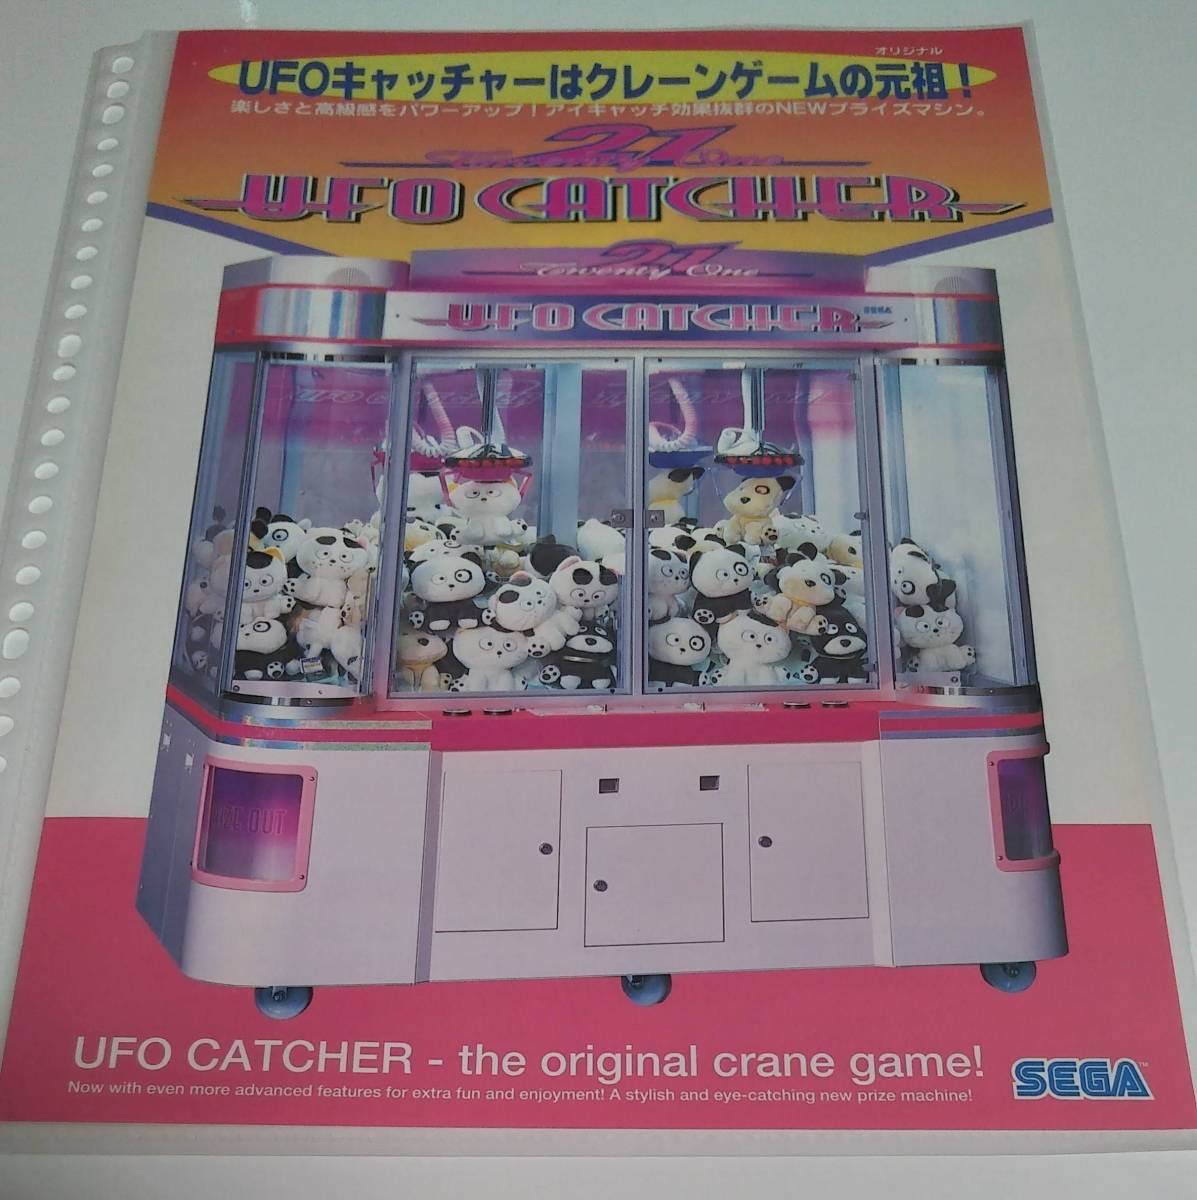 オリジナル
UFOキャッチャーはクレーンゲームの元祖！
楽しさと高級感をパワーアップ！アイキャッチ効果抜群のNEWプライズマシン。
21
Twenty One
UFO CATCHER
21
Twenty One
UFO CATCHER SEGA
UFO CATCHER - the original crane game!
Now with even more advanced features for extra fun and enjoyment! A stylish and eye-catching new prize machine!
SEGA™